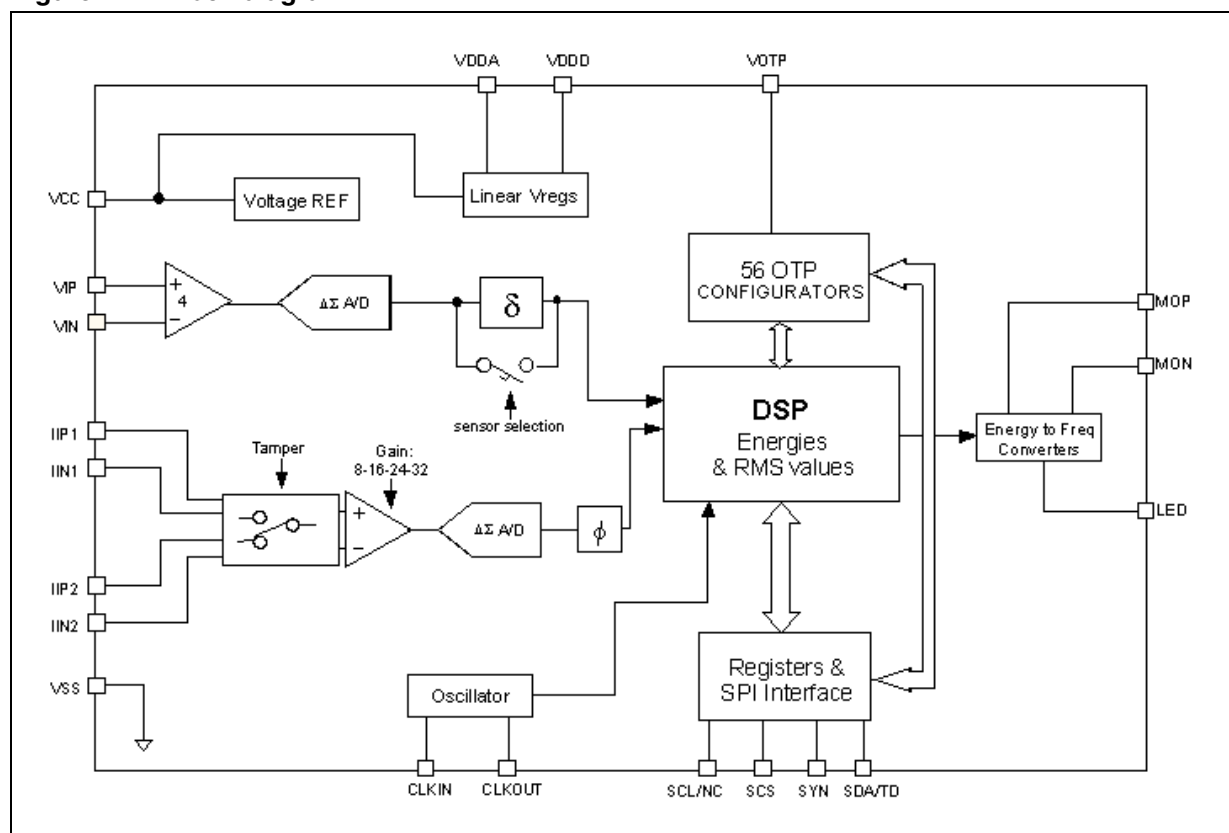 VDDA VDDD VOTP
VCC
Voltage REF
Linear Vregs
VIP
VIN
+
4
−
ΔΣ A/D
δ
56 OTP
CONFIGURATORS
MOP
MON
sensor selection
DSP
Energies
& RMS values
Energy to Freq
Converters
IIP1
IIN1
Tamper
Gain:
8-16-24-32
+
−
ΔΣ A/D
ϕ
LED
IIP2
IIN2
VSS
Oscillator
Registers &
SPI Interface
CLKIN CLKOUT SCL/NC SCS SYN SDA/TD